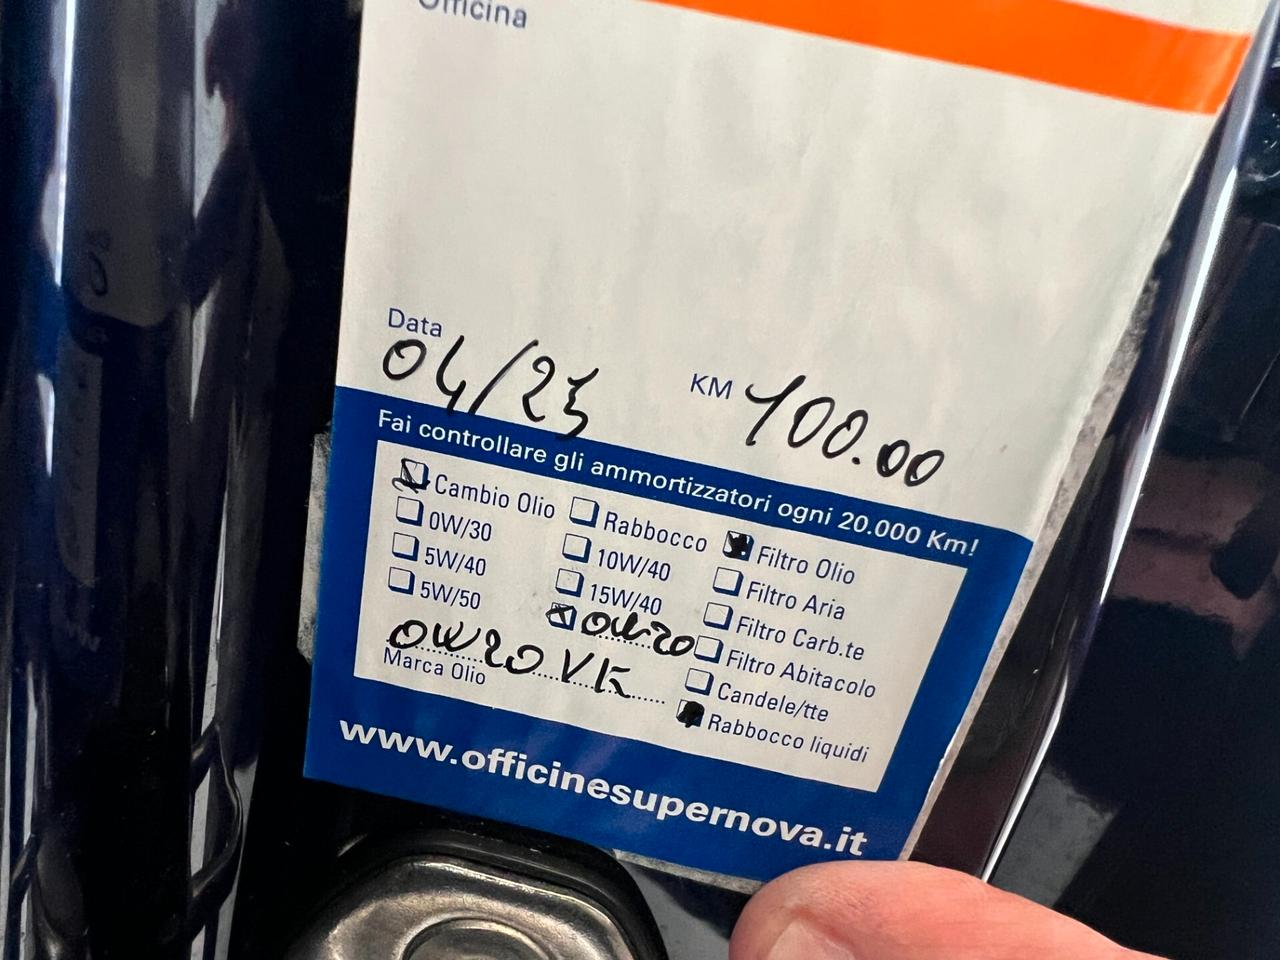 Officina
Data 04/23 KM 100.00
Fai controllare gli ammortizzatori ogni 20.000 Km!
Cambio Olio Rabbocco Filtro Olio
0W/30 10W/40 Filtro Aria
5W/40 15W/40 Filtro Carb.te
5W/50 0W20 Filtro Abitacolo
Candele/tte
Marca Olio 0W20 VK Rabbocco liquidi
www.officinesupernova.it